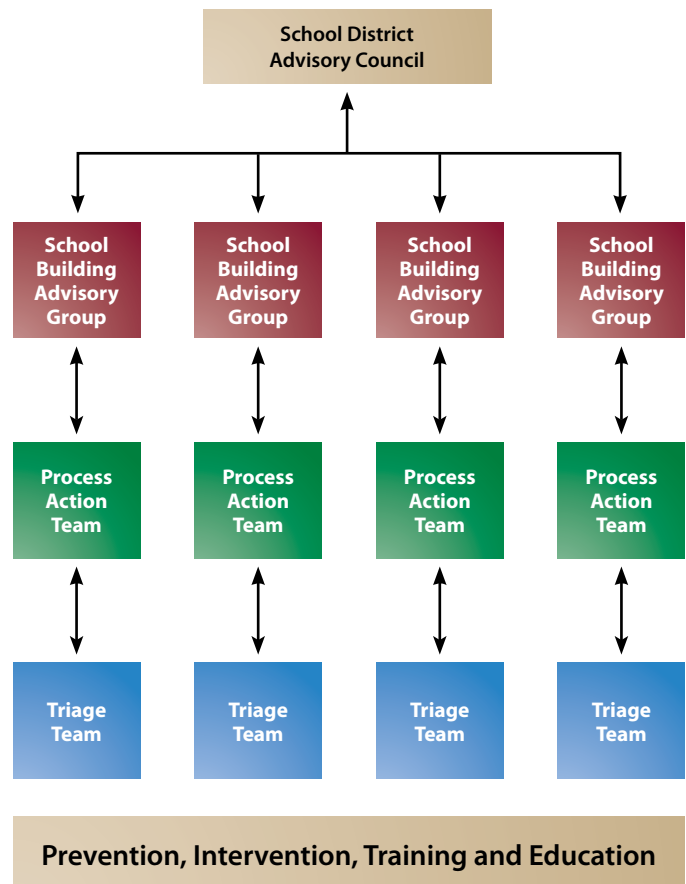 School District
Advisory Council
School
Building
Advisory
Group
School
Building
Advisory
Group
School
Building
Advisory
Group
School
Building
Advisory
Group
Process
Action
Team
Process
Action
Team
Process
Action
Team
Process
Action
Team
Triage
Team
Triage
Team
Triage
Team
Triage
Team
Prevention, Intervention, Training and Education